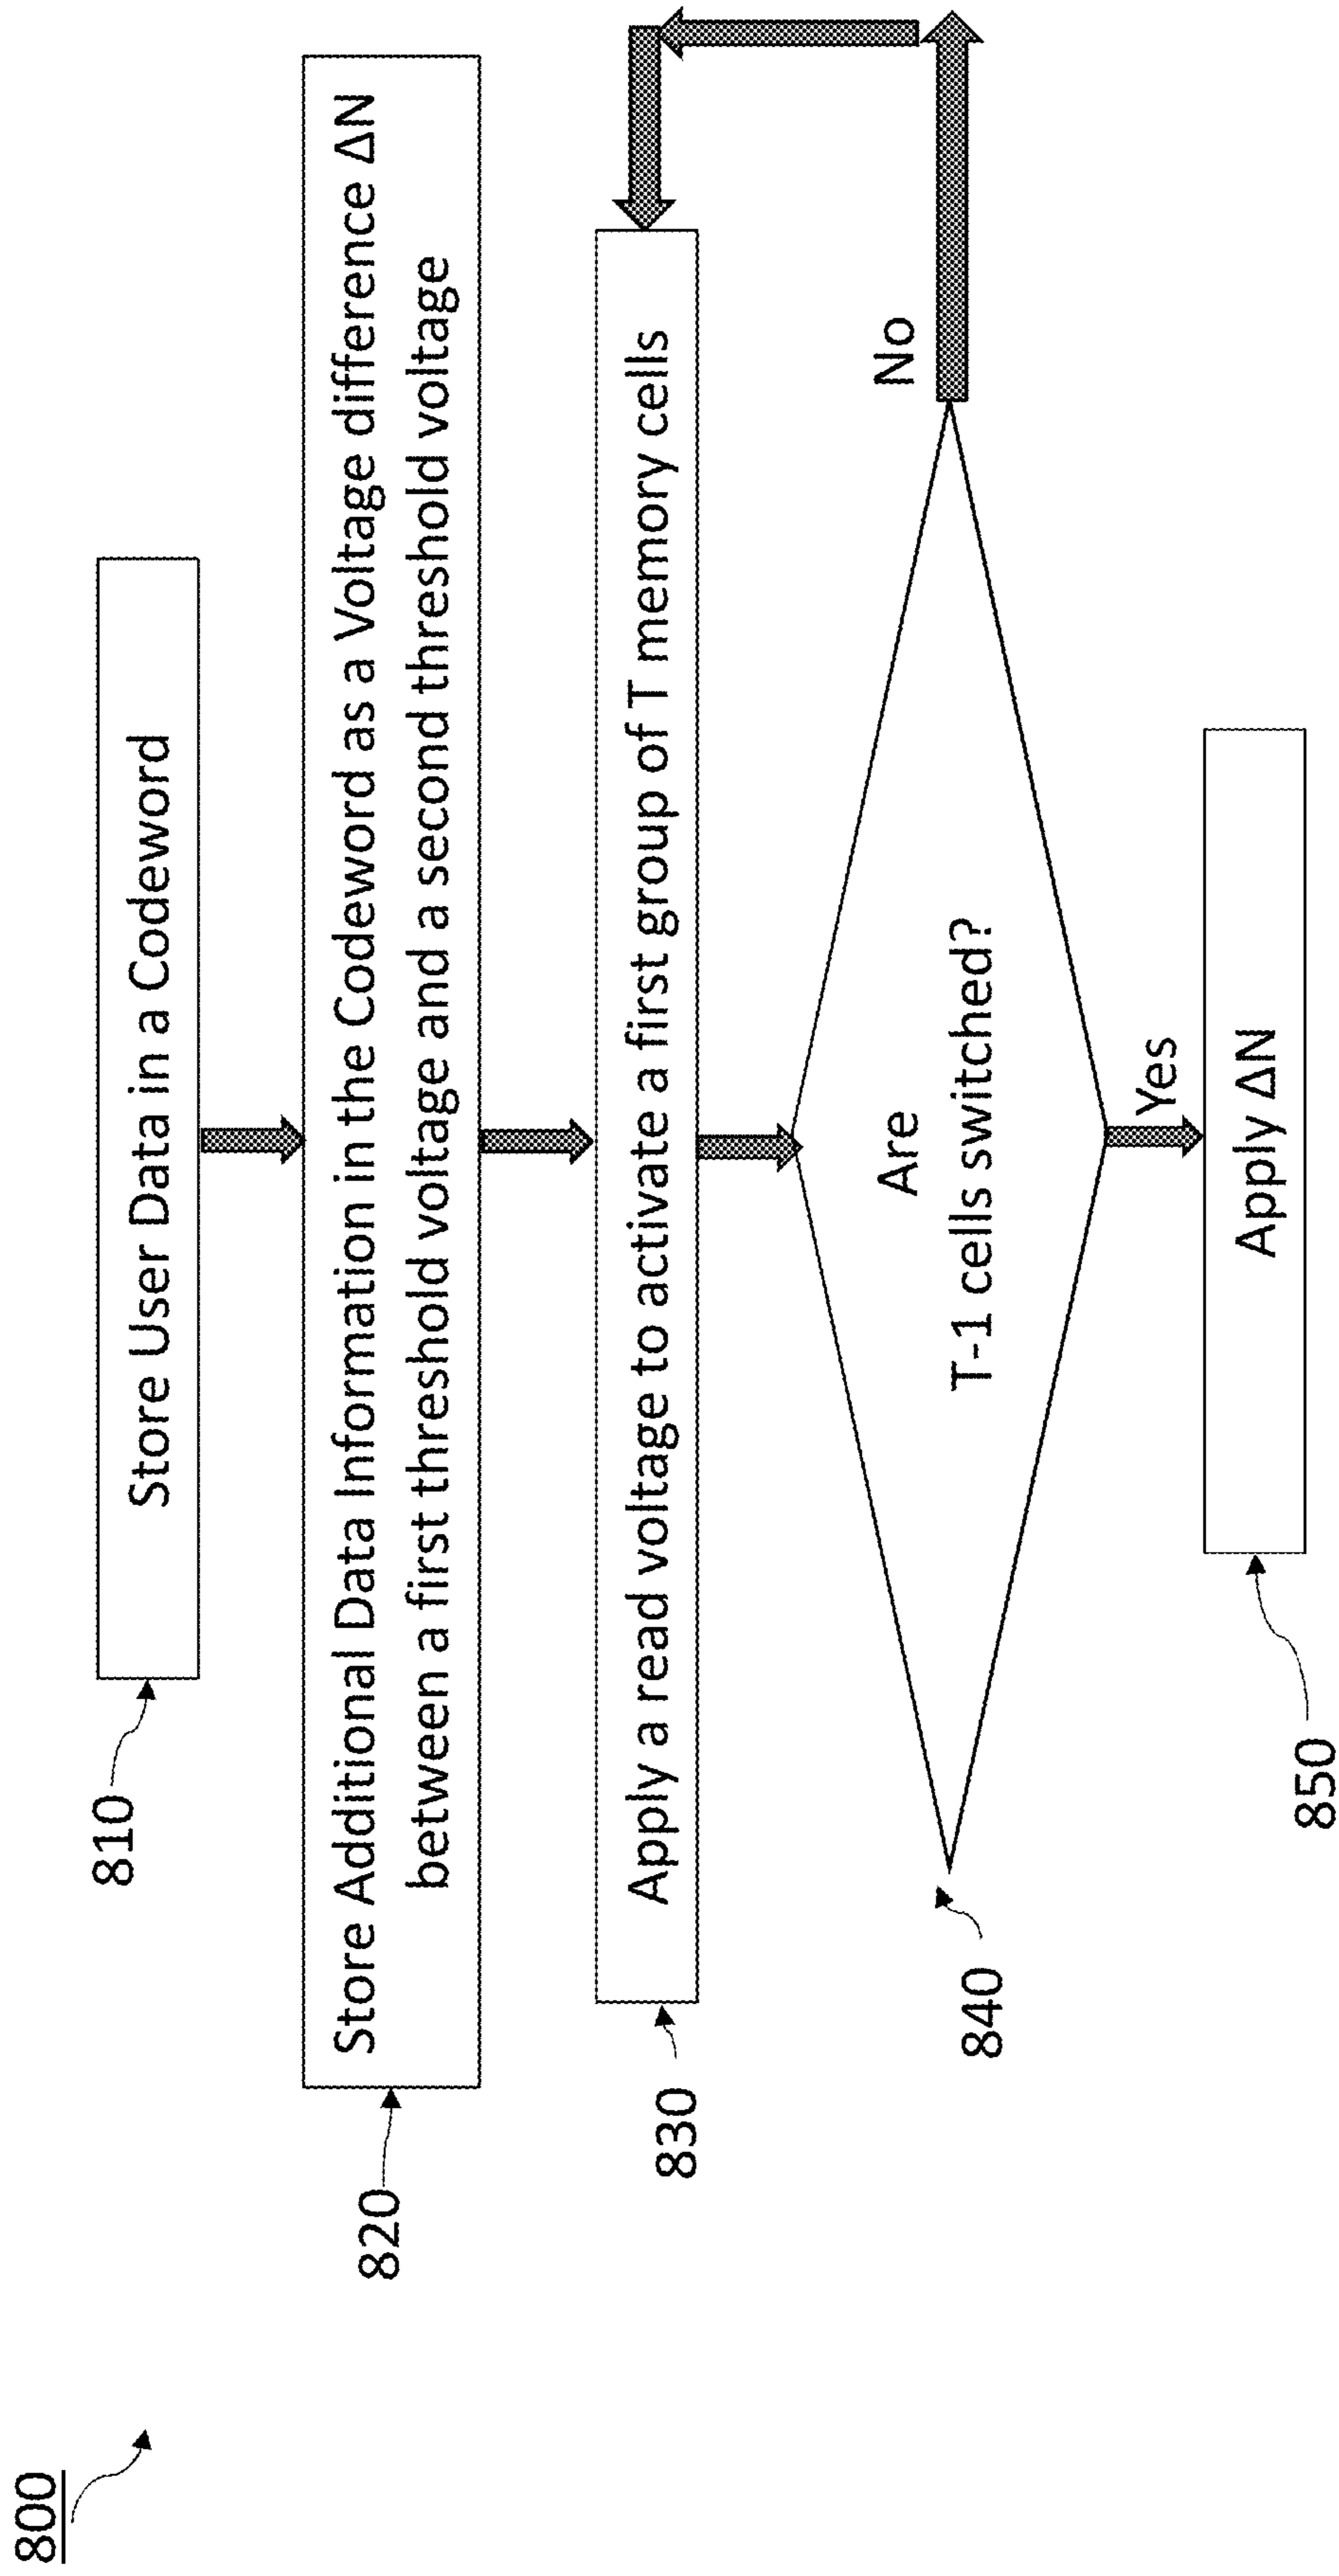 800
810
Store User Data in a Codeword
820
Store Additional Data Information in the Codeword as a Voltage difference ΔN
between a first threshold voltage and a second threshold voltage
830
Apply a read voltage to activate a first group of T memory cells
840
Are
T-1 cells switched?
No
Yes
850
Apply ΔN